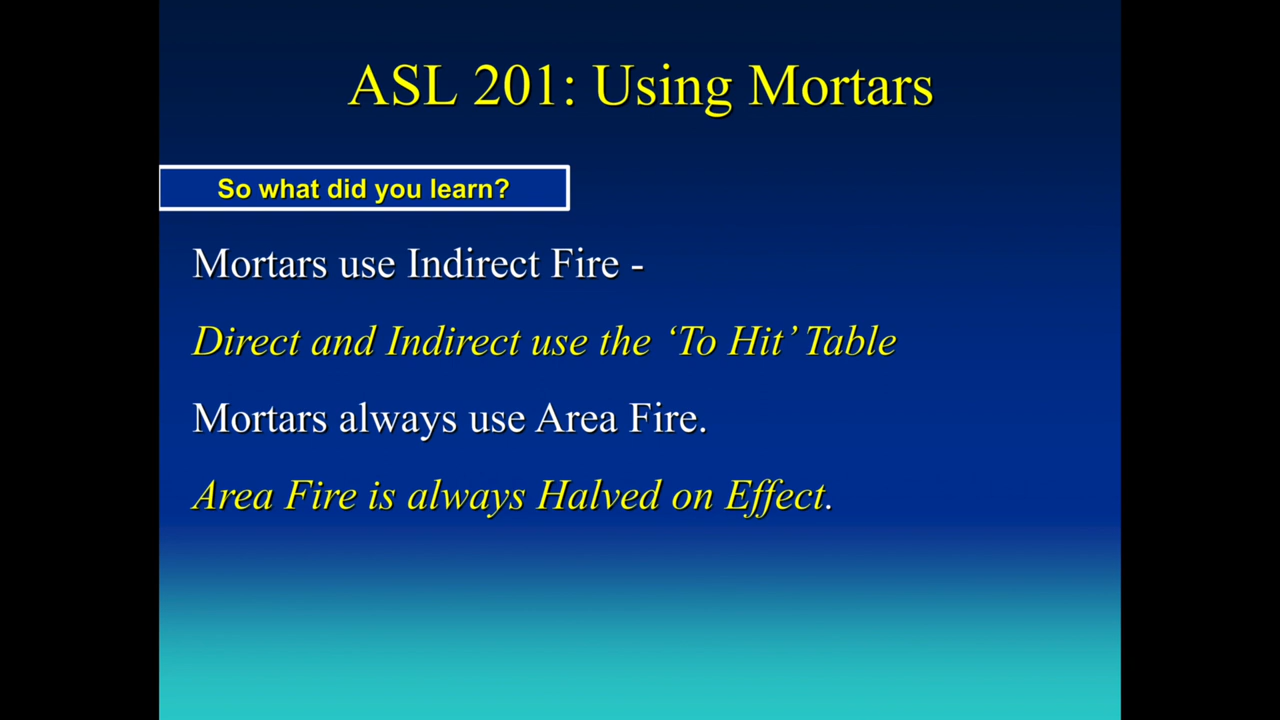 ASL 201: Using Mortars
So what did you learn?
Mortars use Indirect Fire -
Direct and Indirect use the ‘To Hit’ Table
Mortars always use Area Fire.
Area Fire is always Halved on Effect.